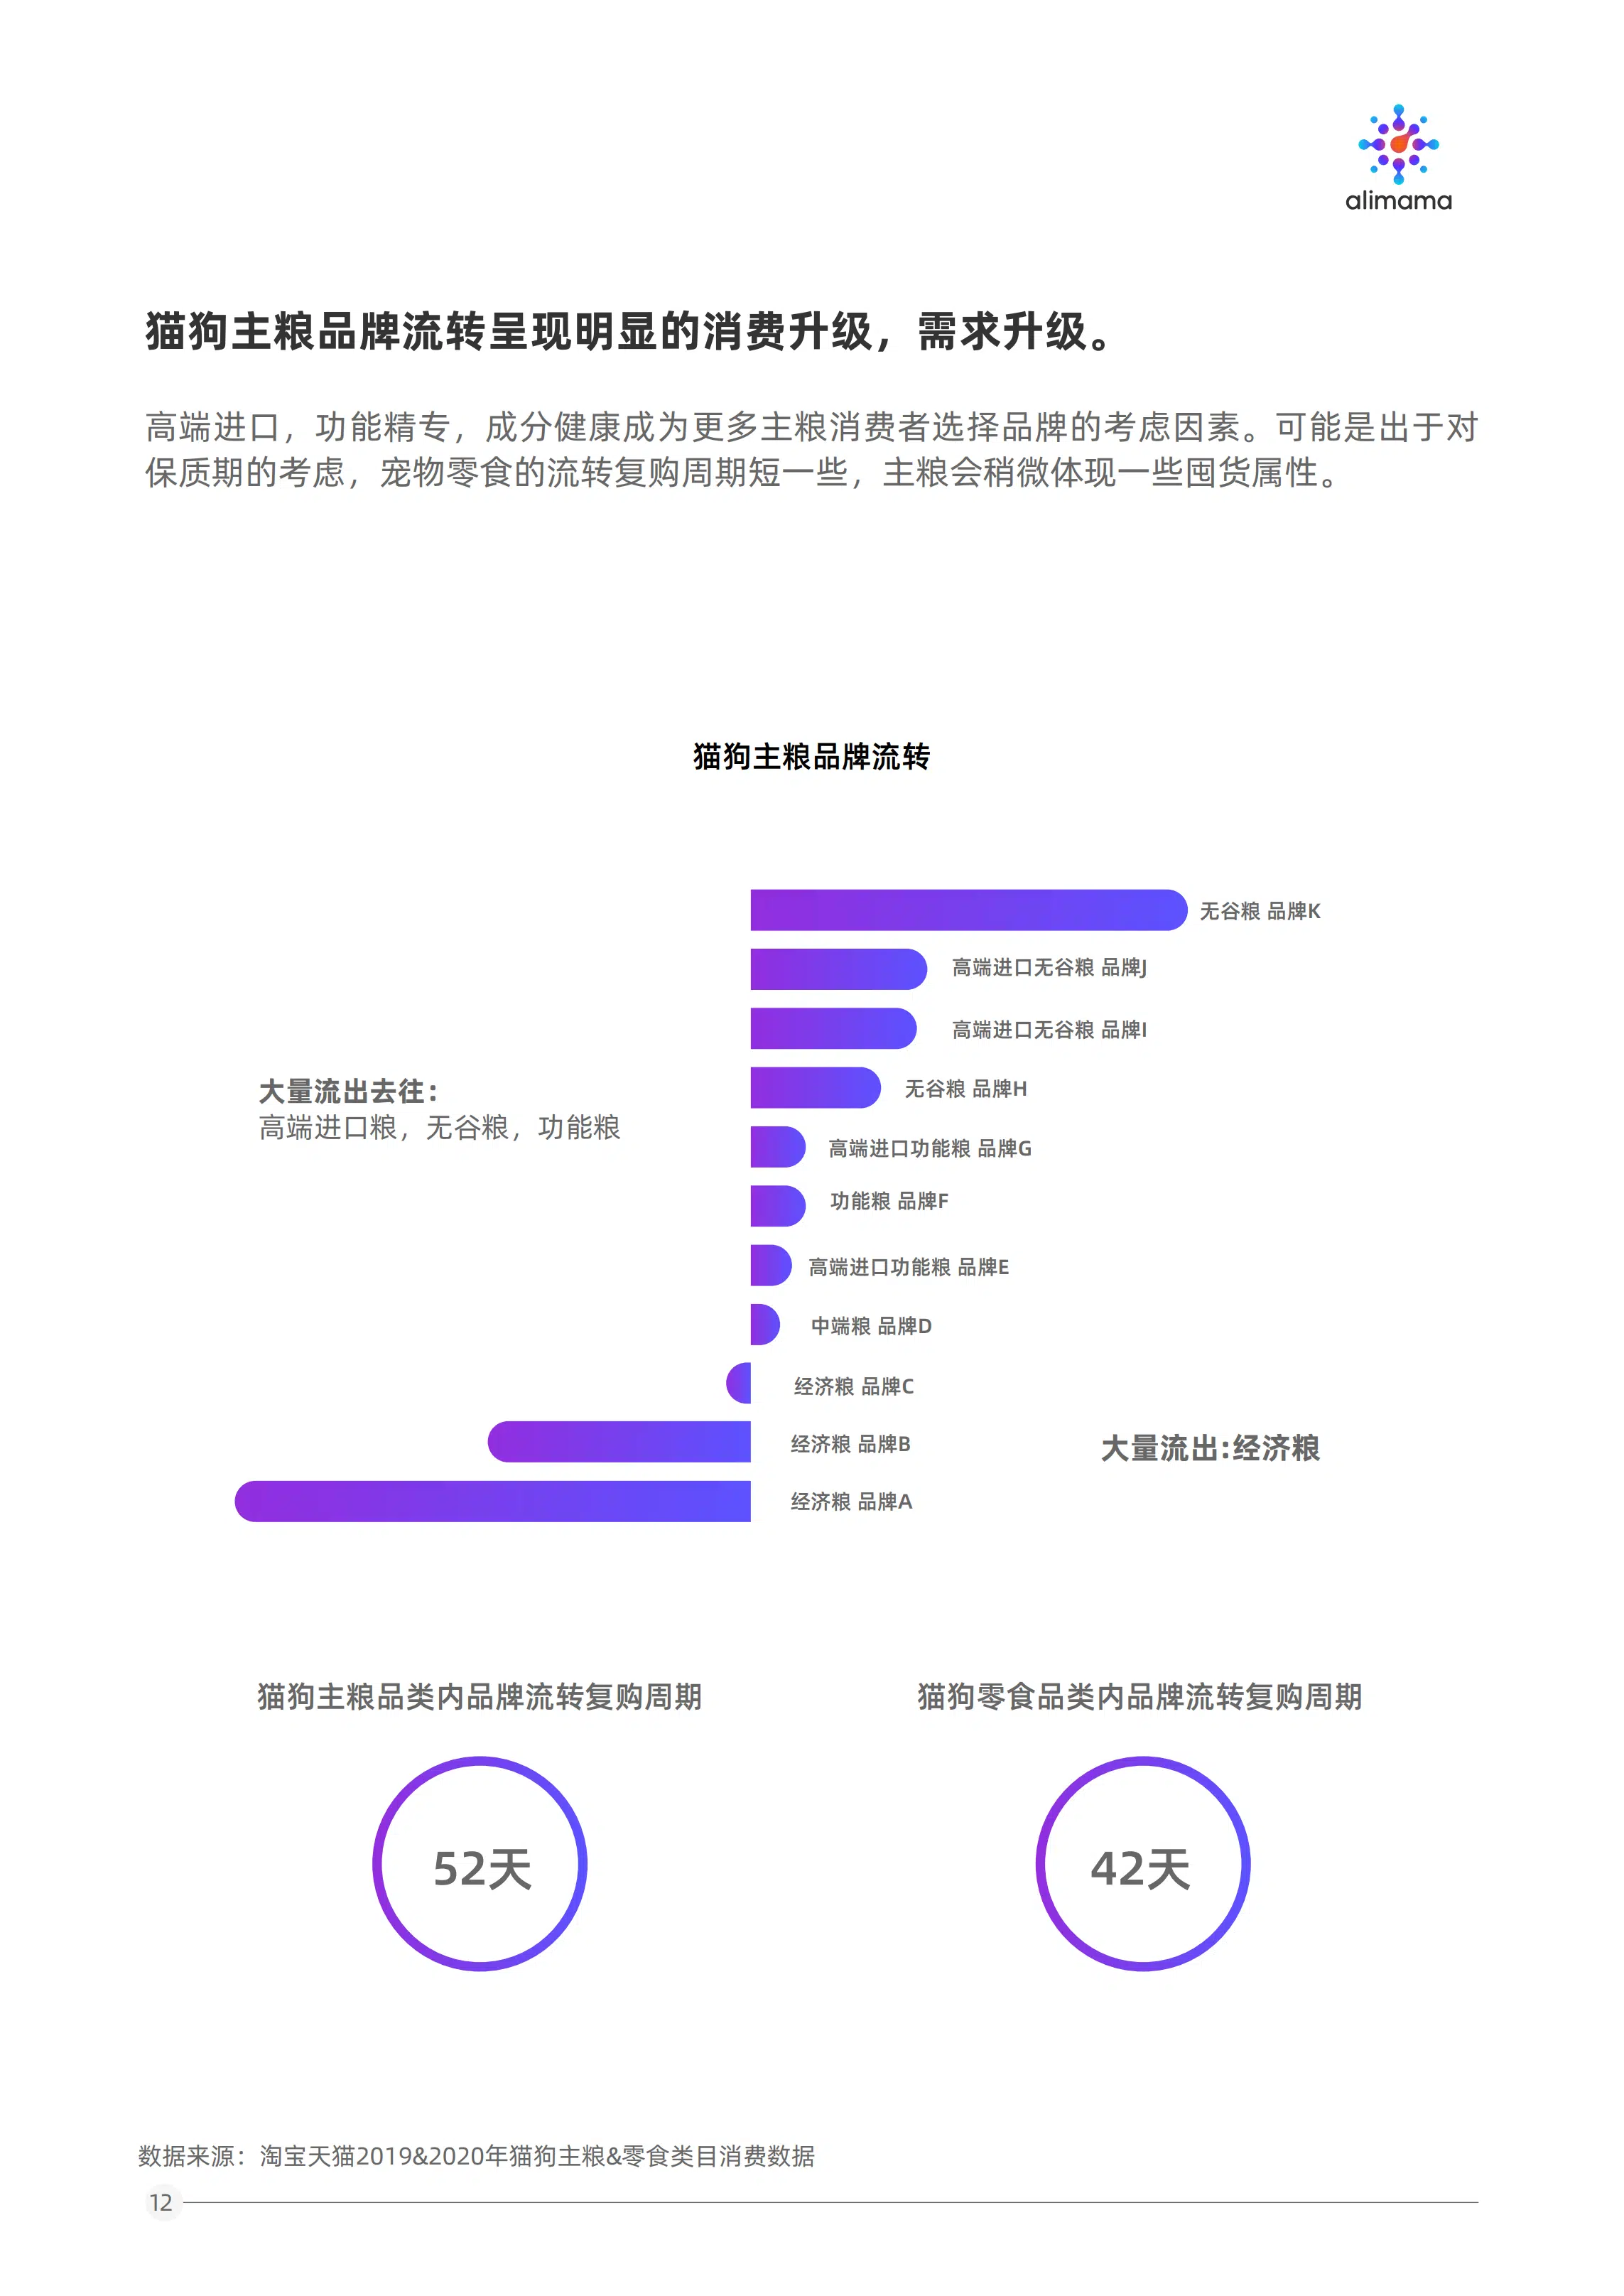 alimama
猫狗主粮品牌流转呈现明显的消费升级，需求升级。
高端进口，功能精专，成分健康成为更多主粮消费者选择品牌的考虑因素。可能是出于对
保质期的考虑，宠物零食的流转复购周期短一些，主粮会稍微体现一些囤货属性。
猫狗主粮品牌流转
无谷粮 品牌K
高端进口无谷粮 品牌J
高端进口无谷粮 品牌I
无谷粮 品牌H
大量流出去往：
高端进口粮，无谷粮，功能粮
高端进口功能粮 品牌G
功能粮 品牌F
高端进口功能粮 品牌E
中端粮 品牌D
经济粮 品牌C
经济粮 品牌B
大量流出:经济粮
经济粮 品牌A
猫狗主粮品类内品牌流转复购周期
猫狗零食品类内品牌流转复购周期
52天
42天
数据来源：淘宝天猫2019&2020年猫狗主粮&零食类目消费数据
12